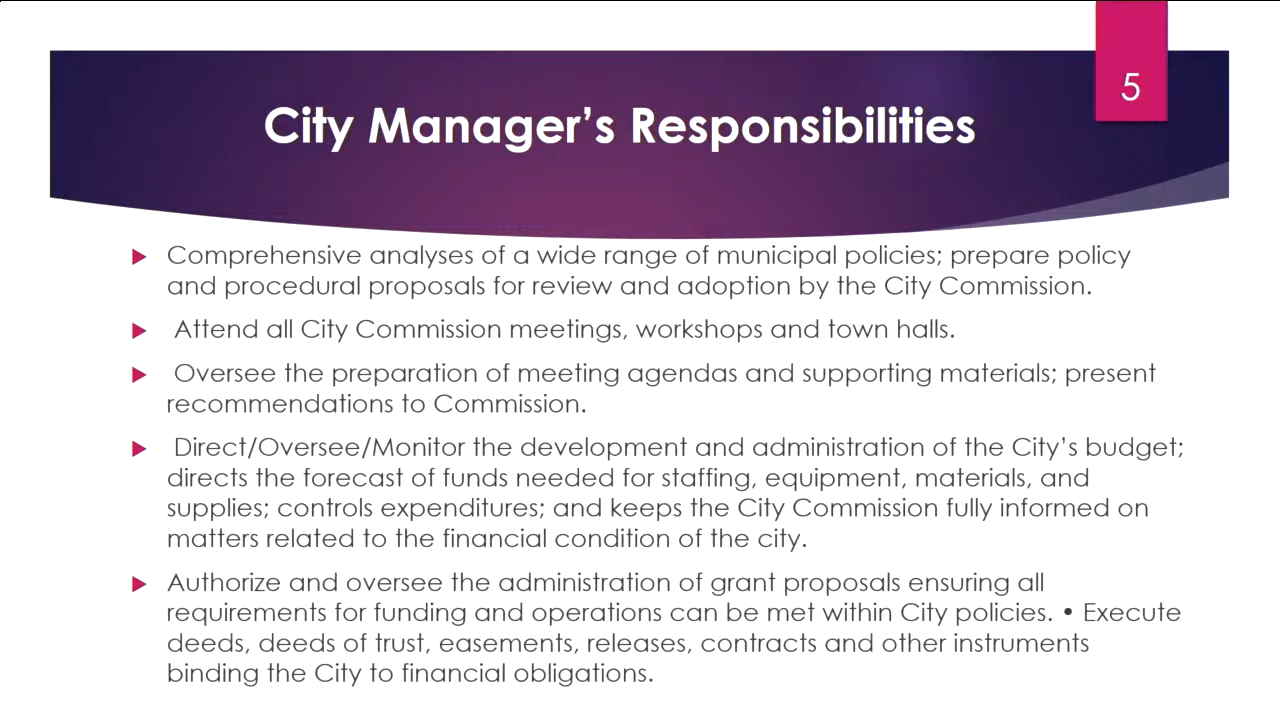 5
City Manager’s Responsibilities
Comprehensive analyses of a wide range of municipal policies; prepare policy
and procedural proposals for review and adoption by the City Commission.
Attend all City Commission meetings, workshops and town halls.
Oversee the preparation of meeting agendas and supporting materials; present
recommendations to Commission.
Direct/Oversee/Monitor the development and administration of the City’s budget;
directs the forecast of funds needed for staffing, equipment, materials, and
supplies; controls expenditures; and keeps the City Commission fully informed on
matters related to the financial condition of the city.
Authorize and oversee the administration of grant proposals ensuring all
requirements for funding and operations can be met within City policies. • Execute
deeds, deeds of trust, easements, releases, contracts and other instruments
binding the City to financial obligations.